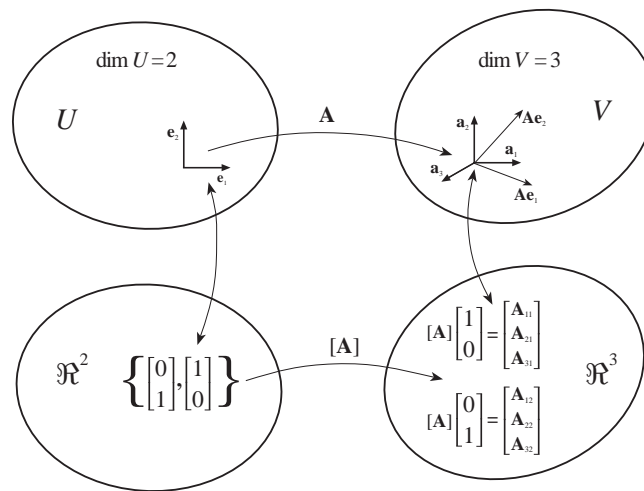 dim U = 2
dim V = 3
U
V
A
e₂
e₁
a₂
Ae₂
a₁
a₃
Ae₁
ℜ²
{[0 1], [1 0]}
[A]
[A] [1 0] = [A₁₁ A₂₁ A₃₁]
[A] [0 1] = [A₁₂ A₂₂ A₃₂]
ℜ³